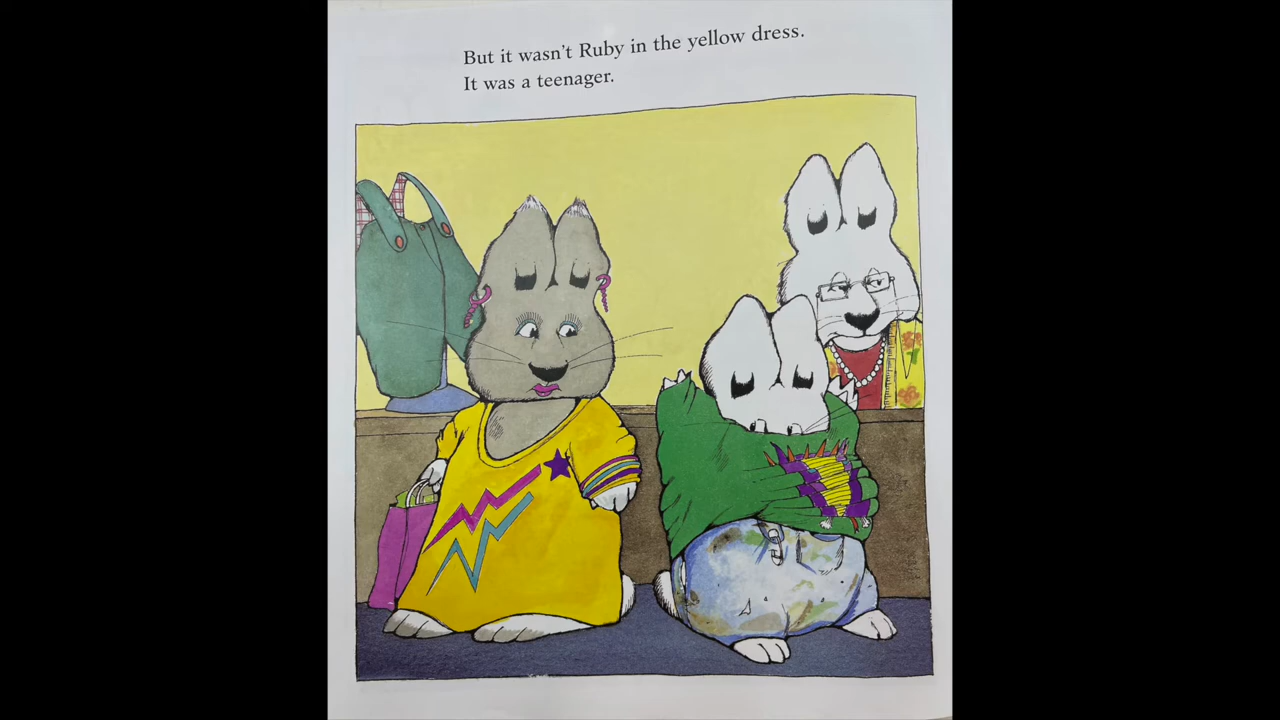 But it wasn't Ruby in the yellow dress.
It was a teenager.